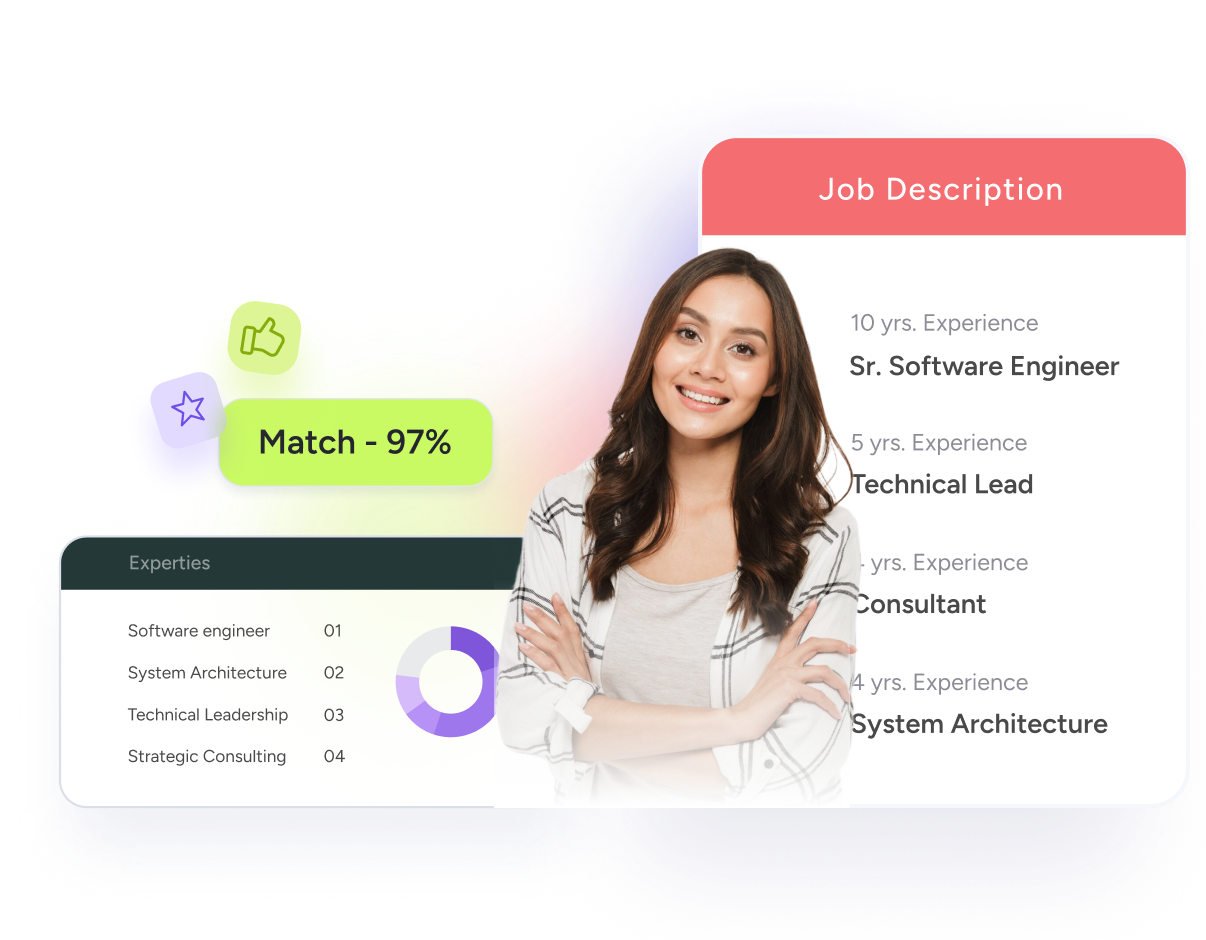 Job Description
10 yrs. Experience
Sr. Software Engineer
5 yrs. Experience
Technical Lead
yrs. Experience
Consultant
4 yrs. Experience
System Architecture
Match - 97%
Experties
Software engineer 01
System Architecture 02
Technical Leadership 03
Strategic Consulting 04